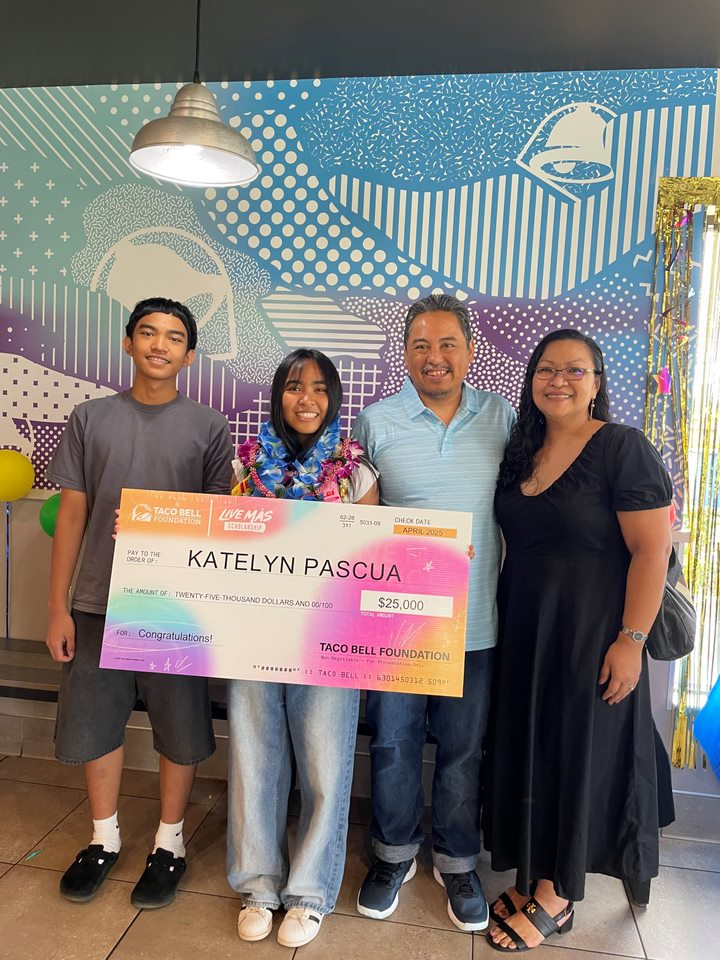 TACO BELL
FOUNDATION
LIVE MÁS
SCHOLARSHIP
62-28
311
5031-09
CHECK DATE
APRIL 2025
PAY TO THE
ORDER OF:
KATELYN PASCUA
THE AMOUNT OF: TWENTY-FIVE-THOUSAND DOLLARS AND 00/100
$25,000
TOTAL AMOUNT
FOR: Congratulations!
TACO BELL FOUNDATION
Non-Negotiable - For Presentation Only
TACO BELL 6301450312 509